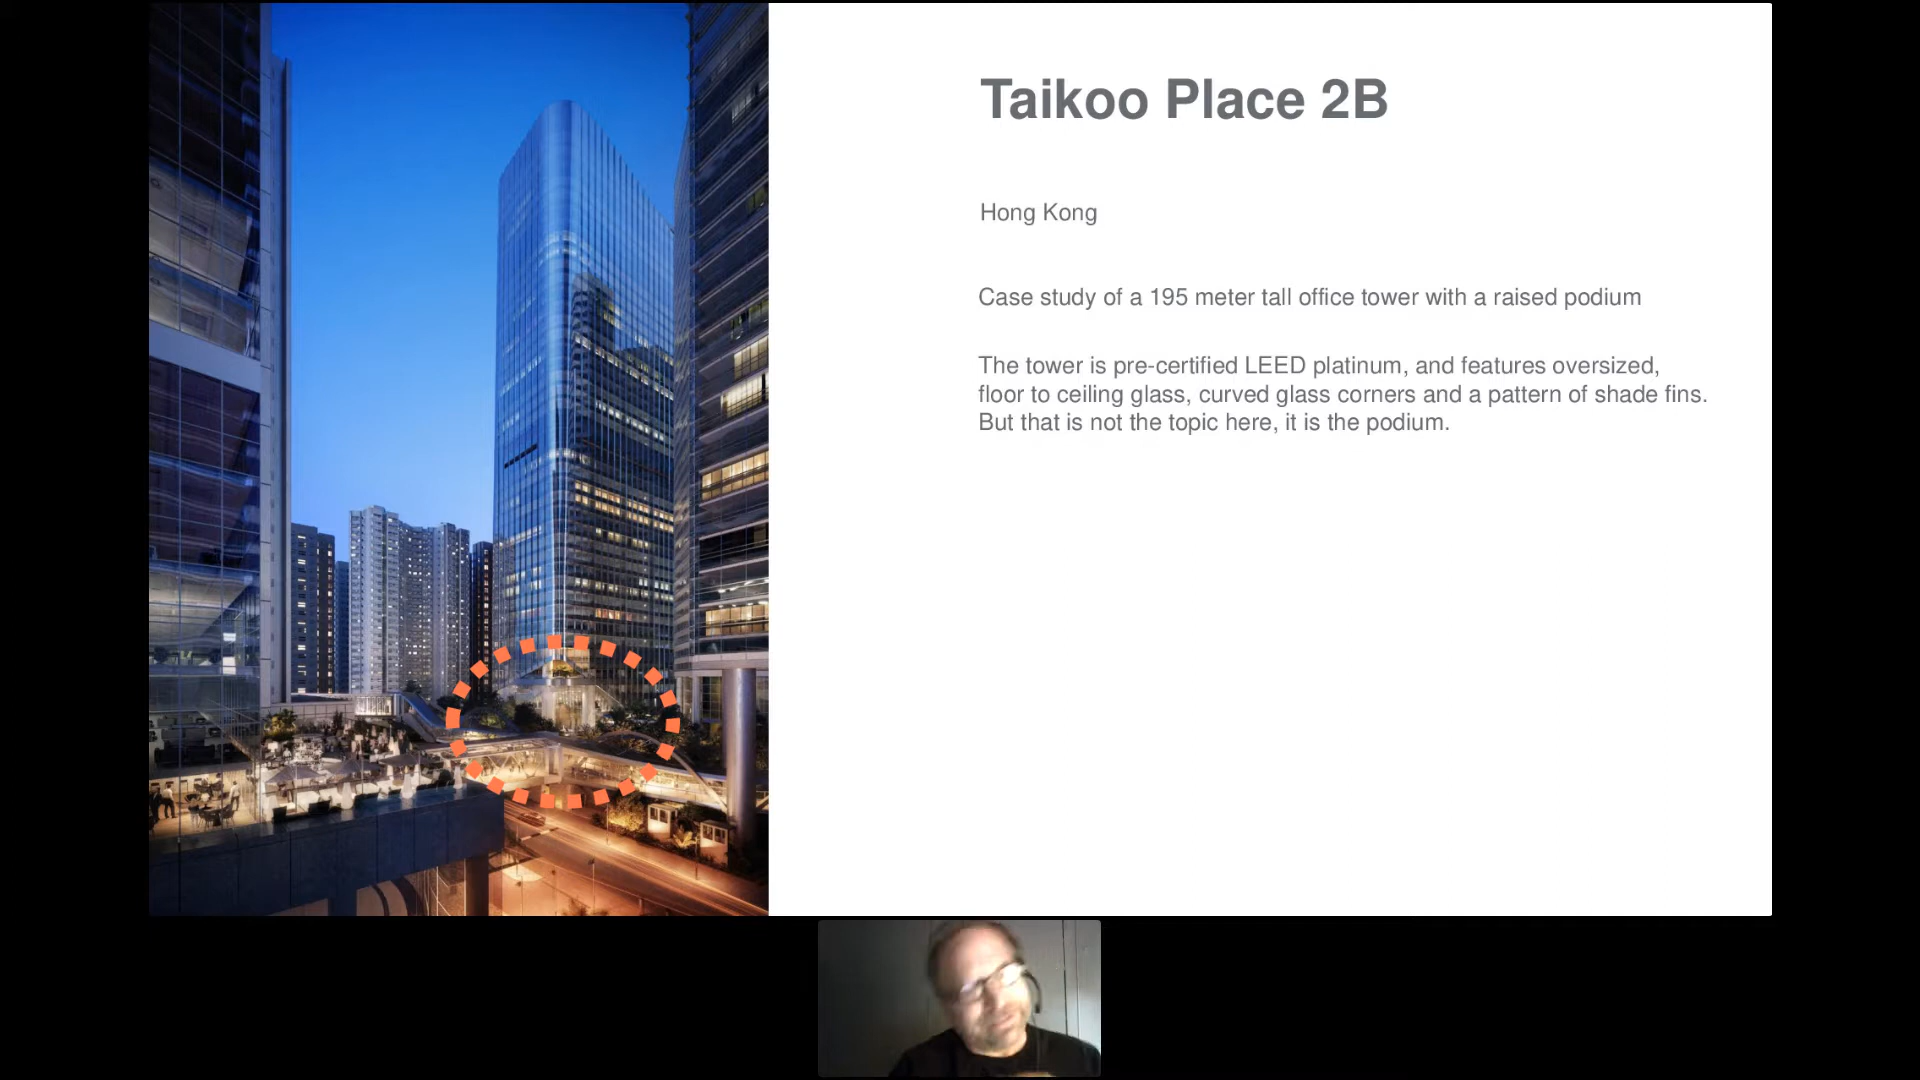 Taikoo Place 2B
Hong Kong
Case study of a 195 meter tall office tower with a raised podium
The tower is pre-certified LEED platinum, and features oversized,
floor to ceiling glass, curved glass corners and a pattern of shade fins.
But that is not the topic here, it is the podium.